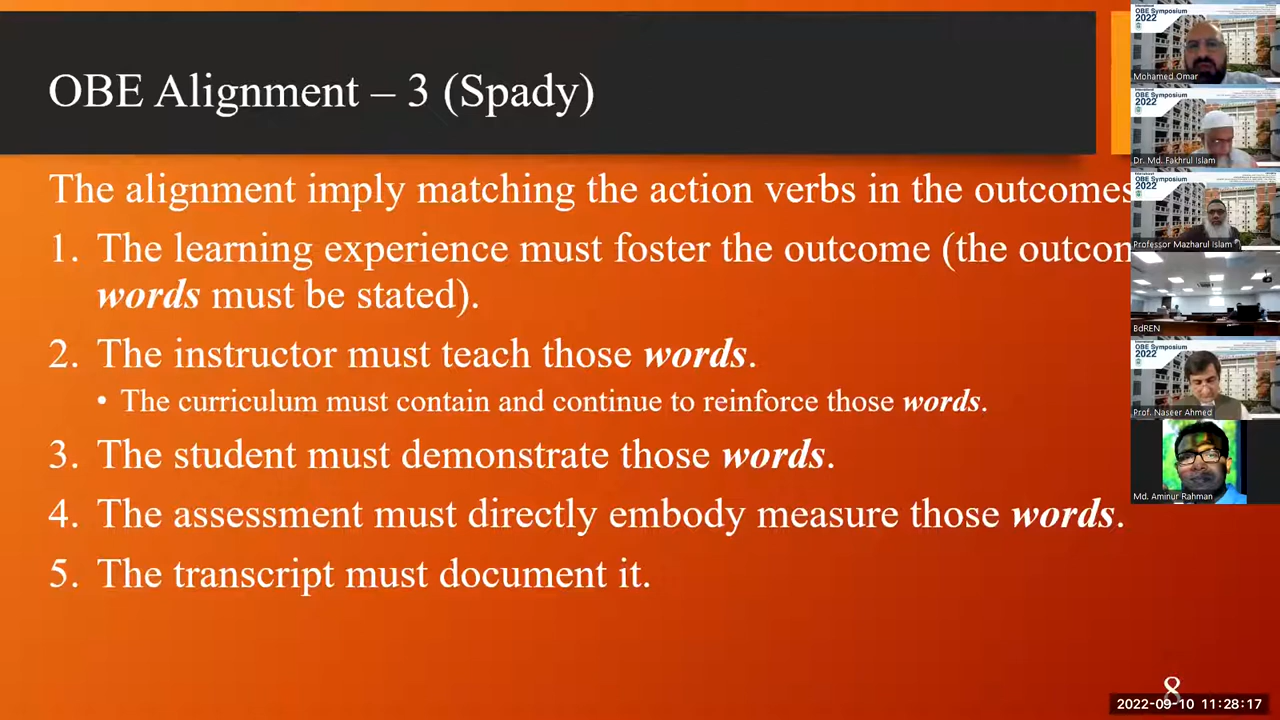 OBE Alignment – 3 (Spady)
The alignment imply matching the action verbs in the outcomes
1. The learning experience must foster the outcome (the
words must be stated).
2. The instructor must teach those words.
• The curriculum must contain and continue to reinforce those words.
3. The student must demonstrate those words.
4. The assessment must directly embody measure those words.
5. The transcript must document it.
8
International
OBE Symposium
2022
Mohamed Omar
OBE Symposium
2022
Dr. Md. Fakhrul Islam
OBE Symposium
2022
Professor Mazharul Islam
BdREN
International
OBE Symposium
2022
Prof. Naseer Ahmed
Md. Aminur Rahman
2022-09-10 11:28:17